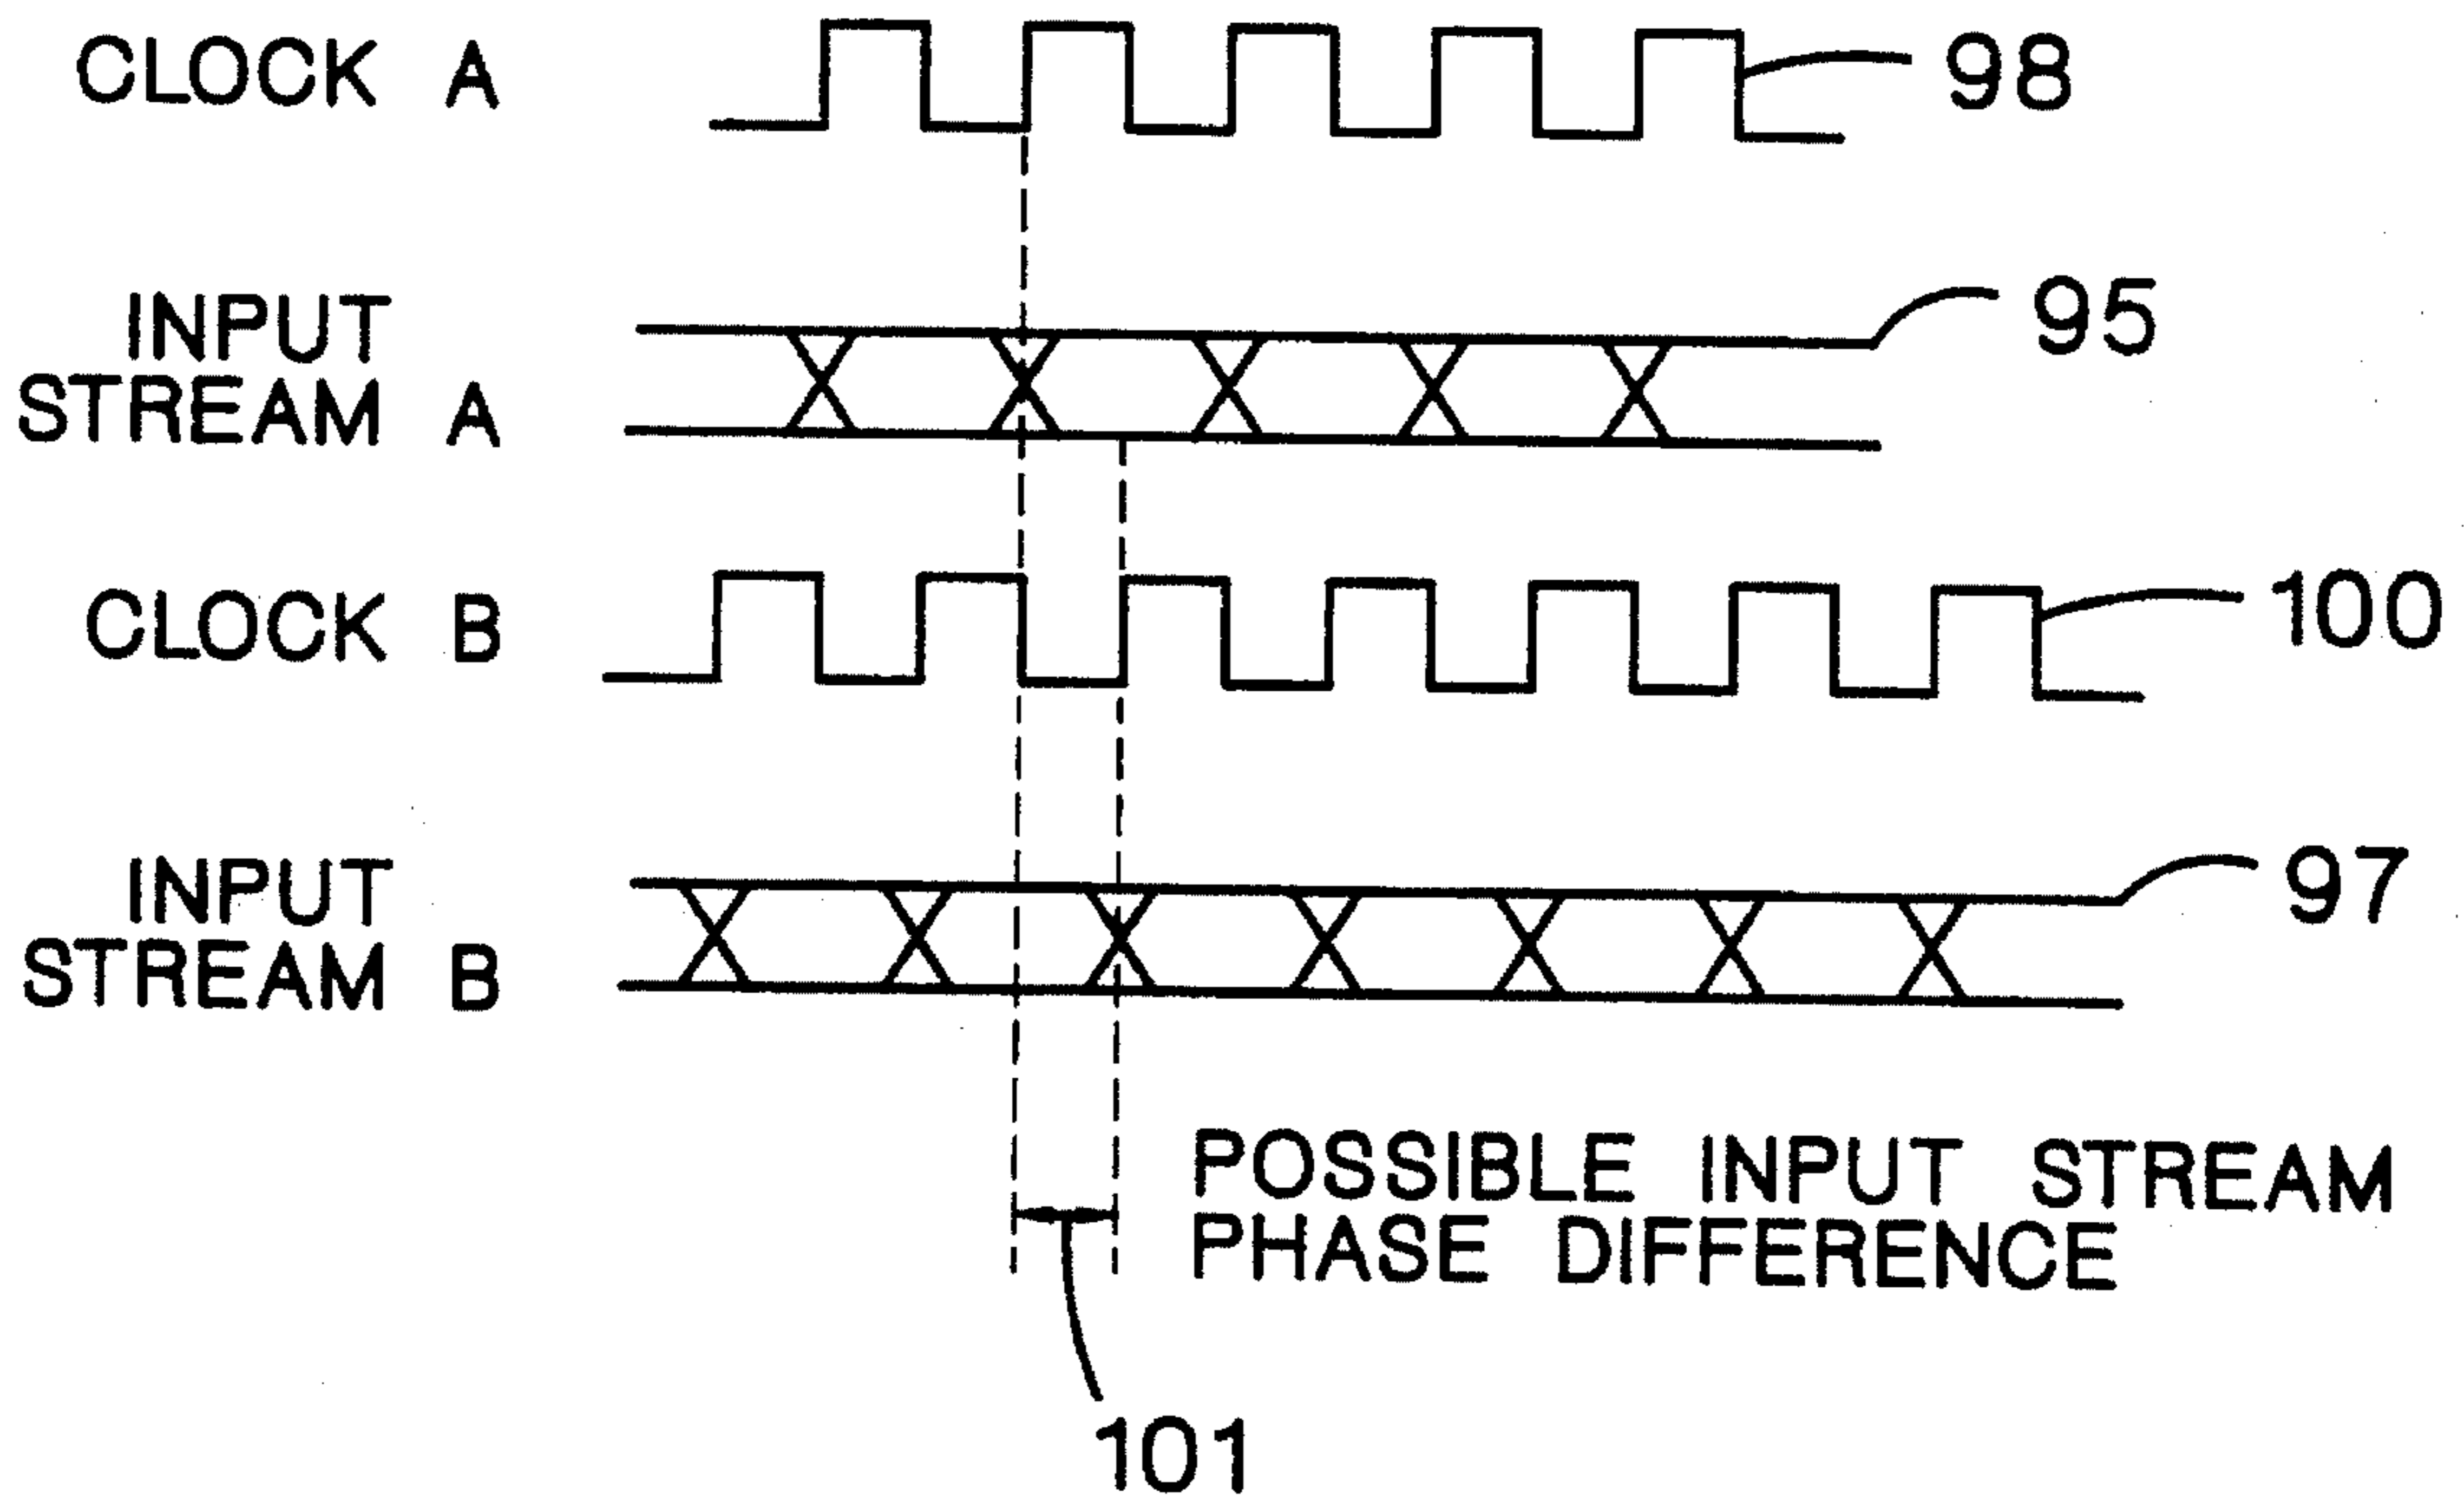 CLOCK A
98
INPUT
STREAM A
95
CLOCK B
100
INPUT
STREAM B
97
POSSIBLE INPUT STREAM
PHASE DIFFERENCE
101